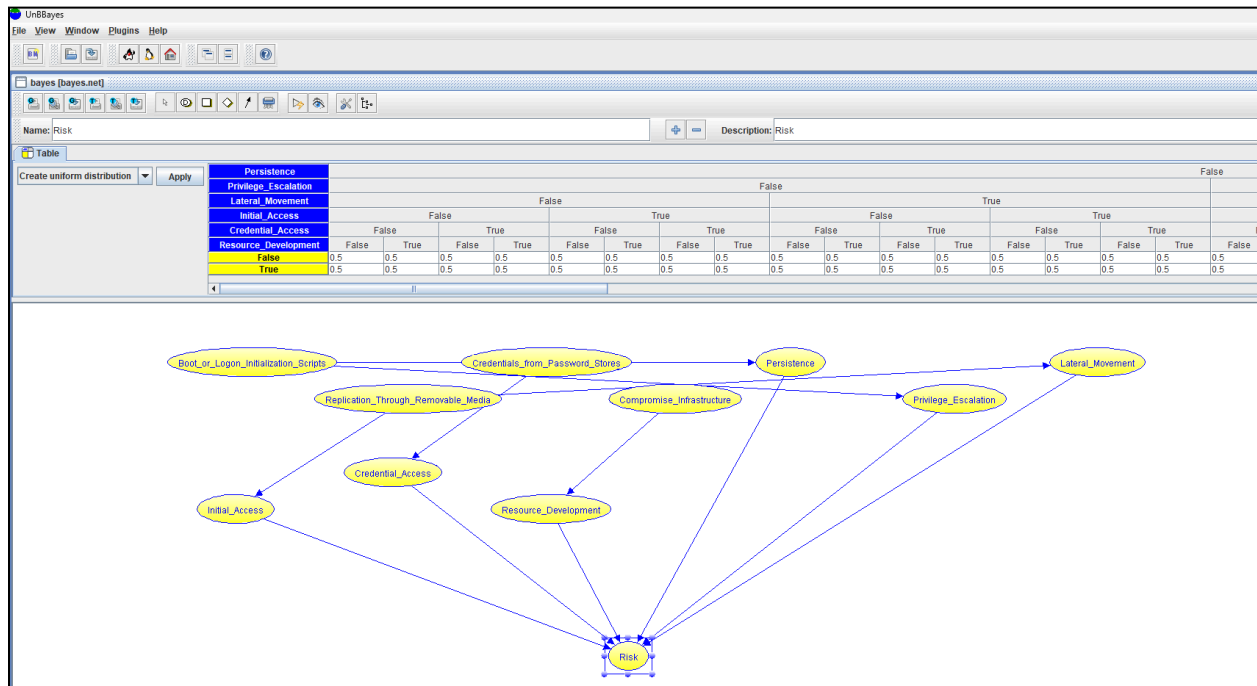 UnBBayes
File View Window Plugins Help
bayes [bayes.net]
Name: Risk Description: Risk
Table
Create uniform distribution Apply
Persistence False
Privilege_Escalation False
Lateral_Movement False True
Initial_Access False True False True
Credential_Access False True False True False True False True
Resource_Development False True False True False True False True False True False True False True False True False
False 0.5 0.5 0.5 0.5 0.5 0.5 0.5 0.5 0.5 0.5 0.5 0.5 0.5 0.5 0.5 0.5 0.5
True 0.5 0.5 0.5 0.5 0.5 0.5 0.5 0.5 0.5 0.5 0.5 0.5 0.5 0.5 0.5 0.5 0.5
Boot_or_Logon_Initialization_Scripts Credentials_from_Password_Stores Persistence Lateral_Movement
Replication_Through_Removable_Media Compromise_Infrastructure Privilege_Escalation
Credential_Access
Initial_Access Resource_Development
Risk